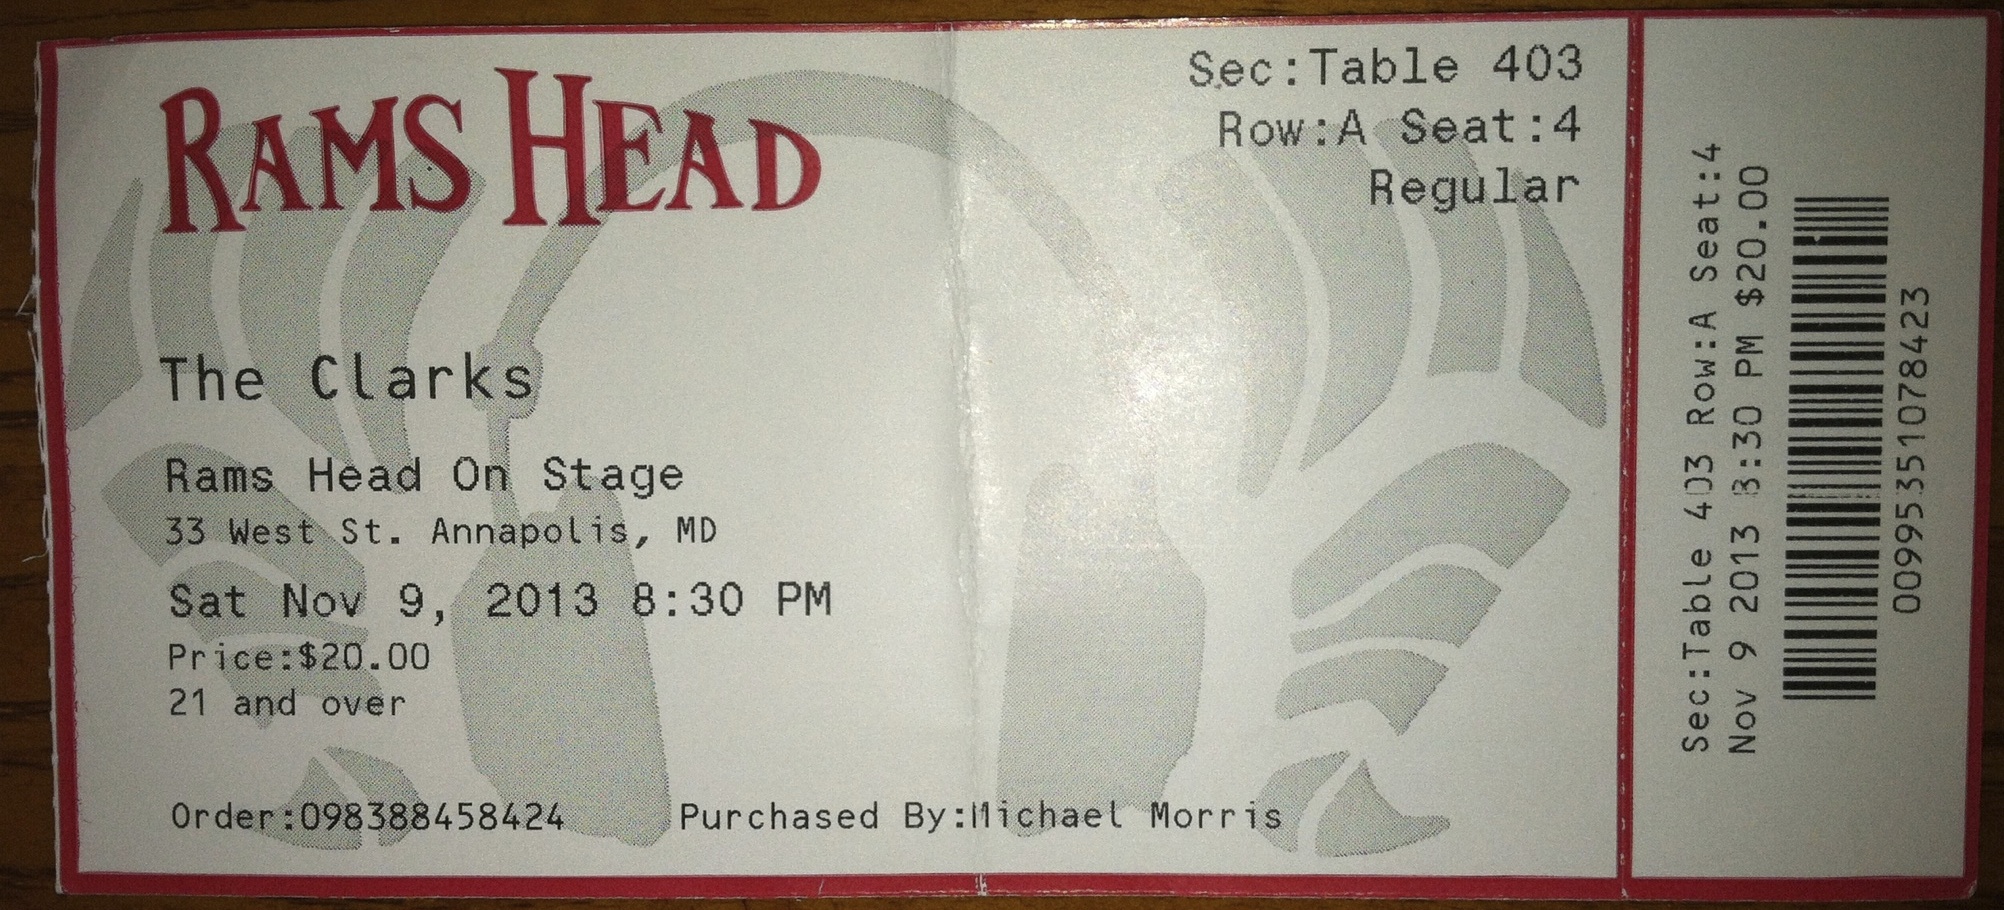 RAMS HEAD
Sec:Table 403
Row:A Seat:4
Regular
The Clarks
Rams Head On Stage
33 West St. Annapolis, MD
Sat Nov 9, 2013 8:30 PM
Price:$20.00
21 and over
Order:098388458424 Purchased By:Michael Morris
Sec:Table 403 Row:A Seat:4
Nov 9 2013 8:30 PM $20.00
00995351078423